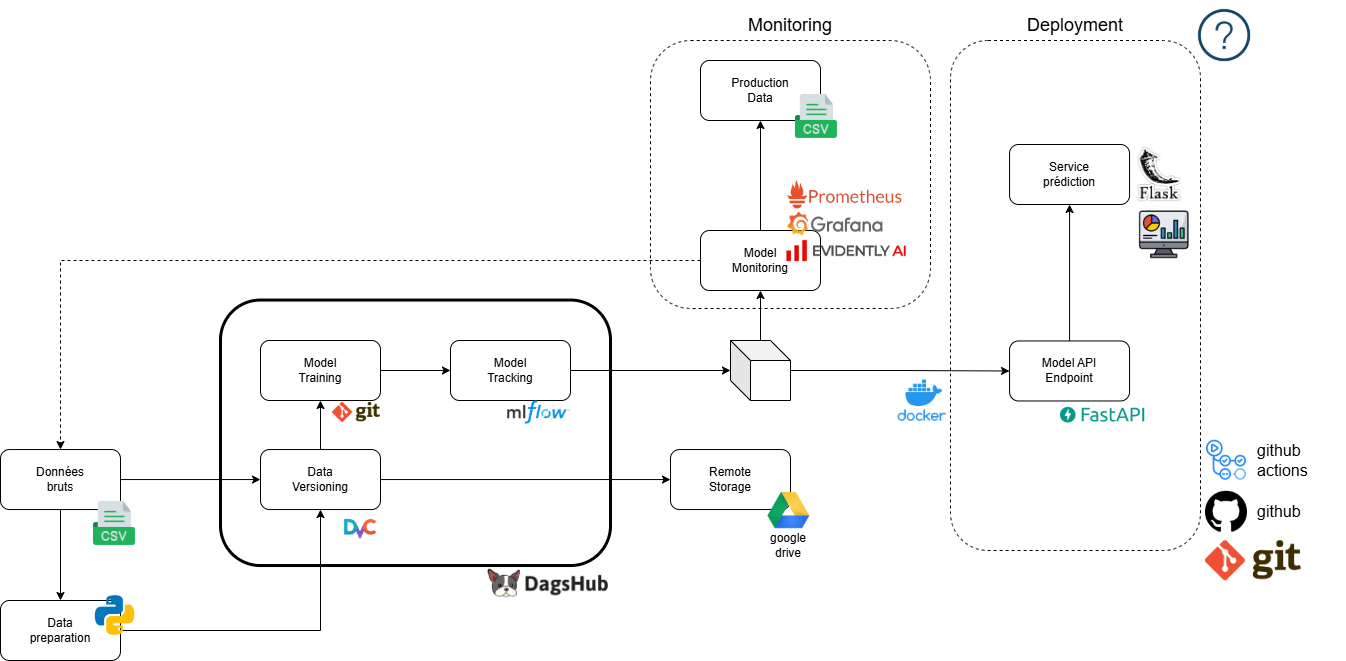 Monitoring
Deployment
?
Production
Data
CSV
Service
prédiction
Flask
Prometheus
Grafana
EVIDENTLY AI
Model
Monitoring
Model
Training
git
Model
Tracking
mlflow
docker
Model API
Endpoint
FastAPI
Données
bruts
CSV
Data
Versioning
DVC
Remote
Storage
google
drive
github
actions
github
git
DagsHub
Data
preparation